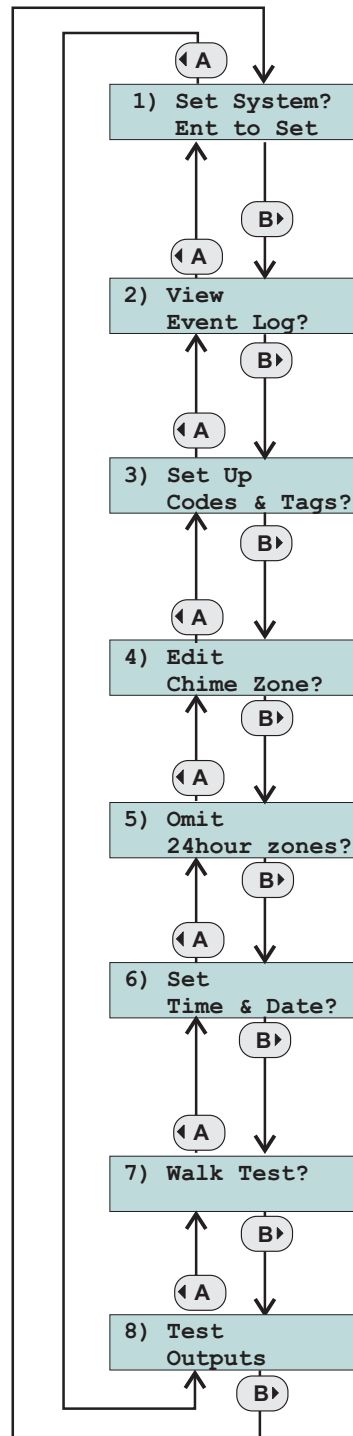 A
1) Set System?
Ent to Set
B
A
2) View
Event Log?
B
A
3) Set Up
Codes & Tags?
B
A
4) Edit
Chime Zone?
B
A
5) Omit
24hour zones?
B
A
6) Set
Time & Date?
B
A
7) Walk Test?
B
A
8) Test
Outputs
B